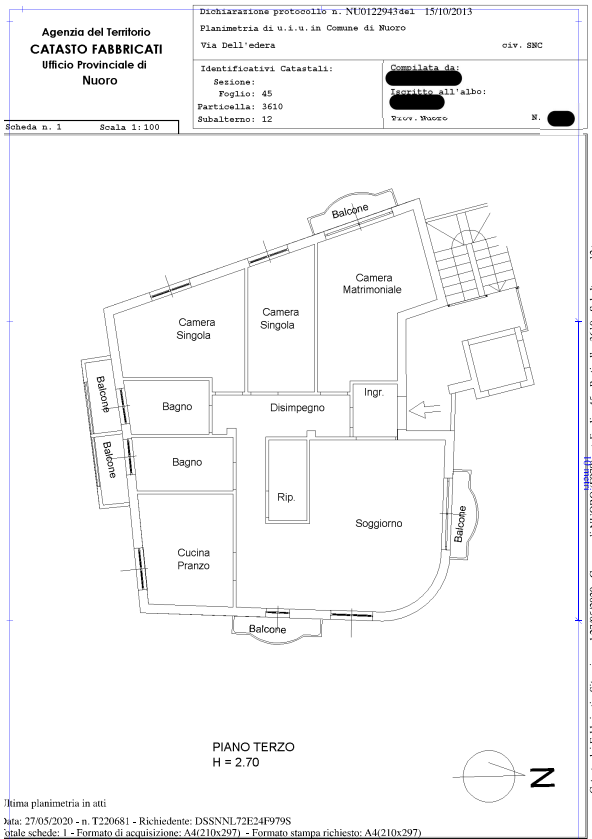 Agenzia del Territorio
CATASTO FABBRICATI
Ufficio Provinciale di
Nuoro
Dichiarazione protocollo n. NU0122943 del 15/10/2013
Planimetria di u.i.u. in Comune di Nuoro
Via Dell'edera civ. SNC
Identificativi Catastali:
Sezione:
Foglio: 45
Particella: 3610
Subalterno: 12
Compilata da:
Iscritto all'albo:
Prov. Nuoro N.
Scheda n. 1 Scala 1:100
Balcone
Camera
Matrimoniale
Camera
Singola
Camera
Singola
Balcone
Bagno
Disimpegno
Ingr.
Balcone
Bagno
Rip.
Soggiorno
Balcone
Cucina
Pranzo
Balcone
10 metri
PIANO TERZO
H = 2.70
N
Ultima planimetria in atti
Data: 27/05/2020 - n. T220681 - Richiedente: DSSNNL72E24F979S
Totale schede: 1 - Formato di acquisizione: A4(210x297) - Formato stampa richiesto: A4(210x297)